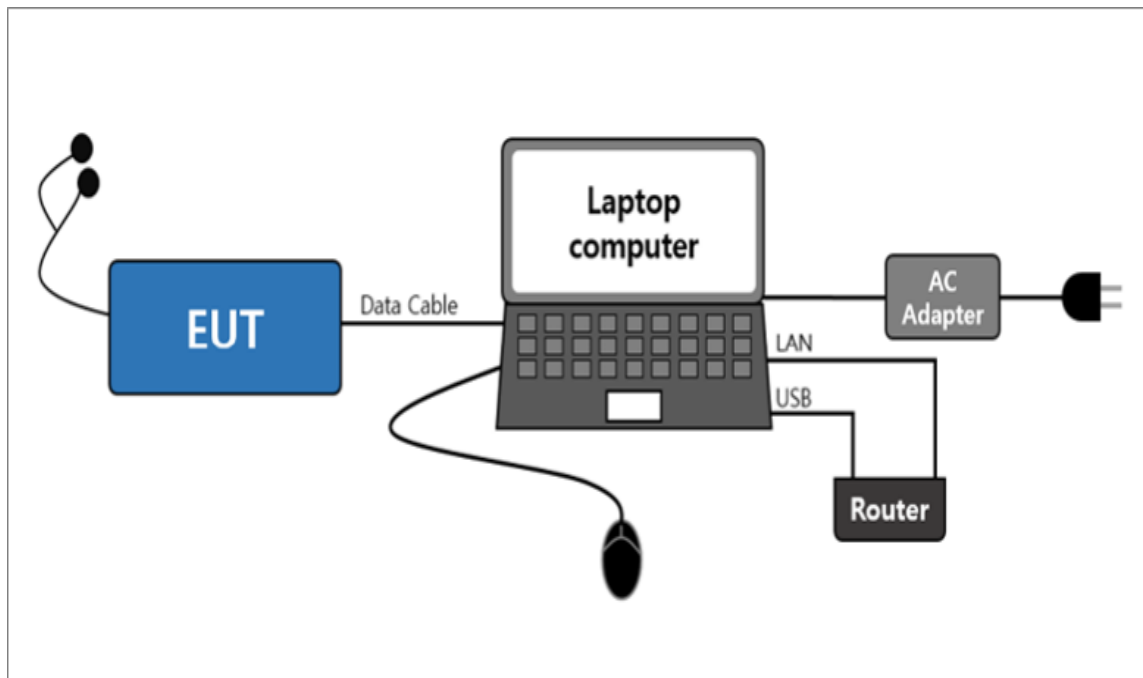 Laptop
computer
EUT
Data Cable
AC
Adapter
LAN
USB
Router